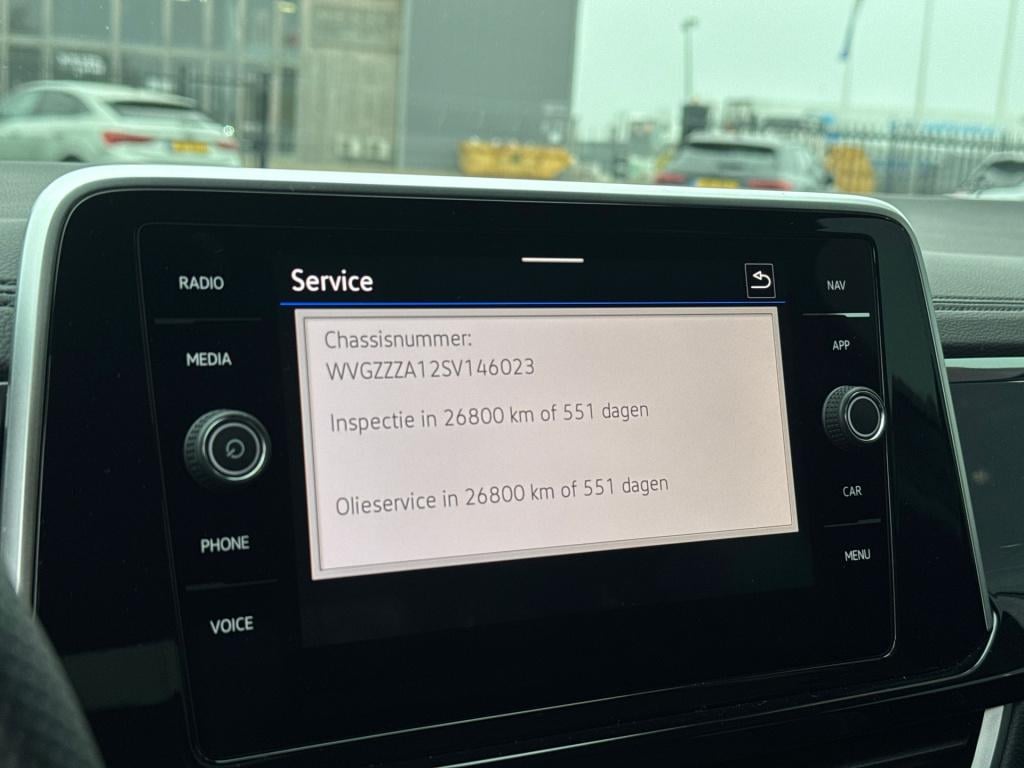 Service
RADIO
MEDIA
PHONE
VOICE
Chassisnummer:
WVGZZZA12SV146023
Inspectie in 26800 km of 551 dagen
Olieservice in 26800 km of 551 dagen
NAV
APP
CAR
MENU